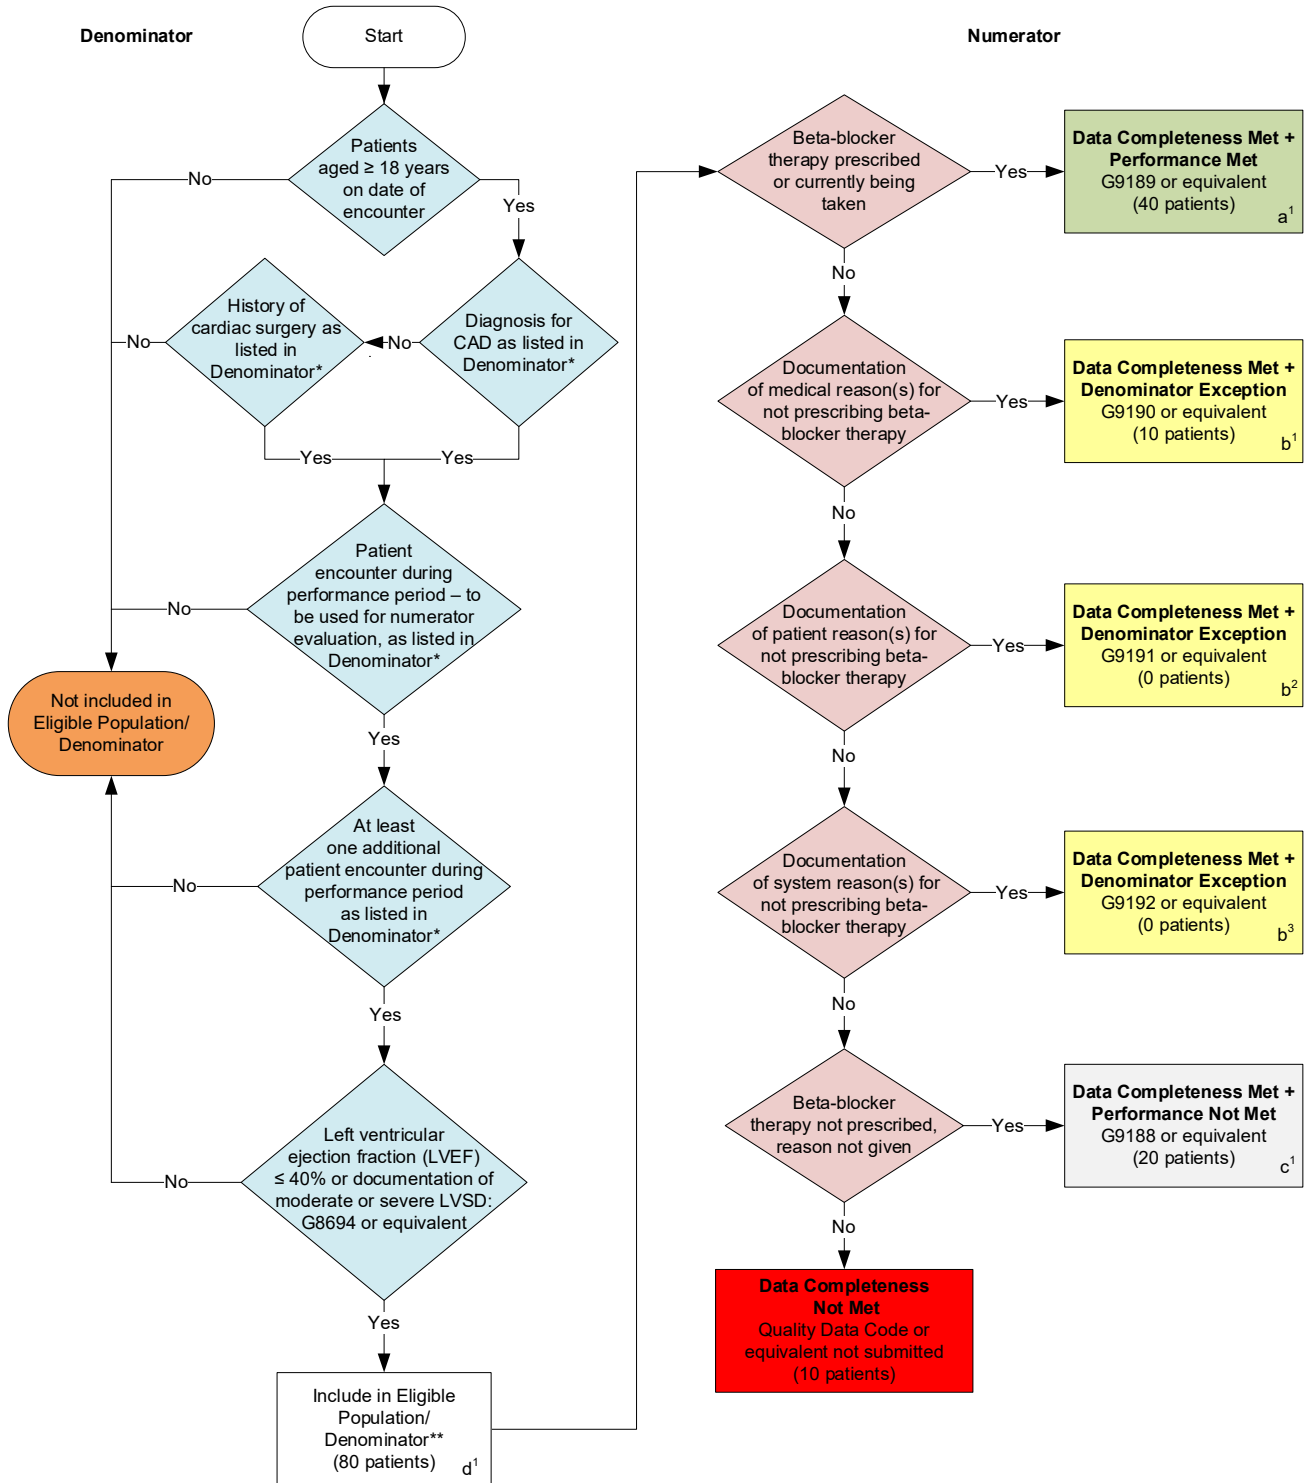 Denominator
Start
Numerator
Patients
aged ≥ 18 years
on date of
encounter
No
Yes
History of
cardiac surgery as
listed in
Denominator*
No
Diagnosis for
CAD as listed in
Denominator*
No
Yes
Yes
Patient
encounter during
performance period – to
be used for numerator
evaluation, as listed in
Denominator*
No
Not included in
Eligible Population/
Denominator
Yes
At least
one additional
patient encounter during
performance period
as listed in
Denominator*
No
Yes
Left ventricular
ejection fraction (LVEF)
≤ 40% or documentation of
moderate or severe LVSD:
G8694 or equivalent
No
Yes
Include in Eligible
Population/
Denominator**
(80 patients)
d¹
Beta-blocker
therapy prescribed
or currently being
taken
Yes
Data Completeness Met +
Performance Met
G9189 or equivalent
(40 patients)
a¹
No
Documentation
of medical reason(s) for
not prescribing beta-
blocker therapy
Yes
Data Completeness Met +
Denominator Exception
G9190 or equivalent
(10 patients)
b¹
No
Documentation
of patient reason(s) for
not prescribing beta-
blocker therapy
Yes
Data Completeness Met +
Denominator Exception
G9191 or equivalent
(0 patients)
b²
No
Documentation
of system reason(s) for
not prescribing beta-
blocker therapy
Yes
Data Completeness Met +
Denominator Exception
G9192 or equivalent
(0 patients)
b³
No
Beta-blocker
therapy not prescribed,
reason not given
Yes
Data Completeness Met +
Performance Not Met
G9188 or equivalent
(20 patients)
c¹
No
Data Completeness
Not Met
Quality Data Code or
equivalent not submitted
(10 patients)